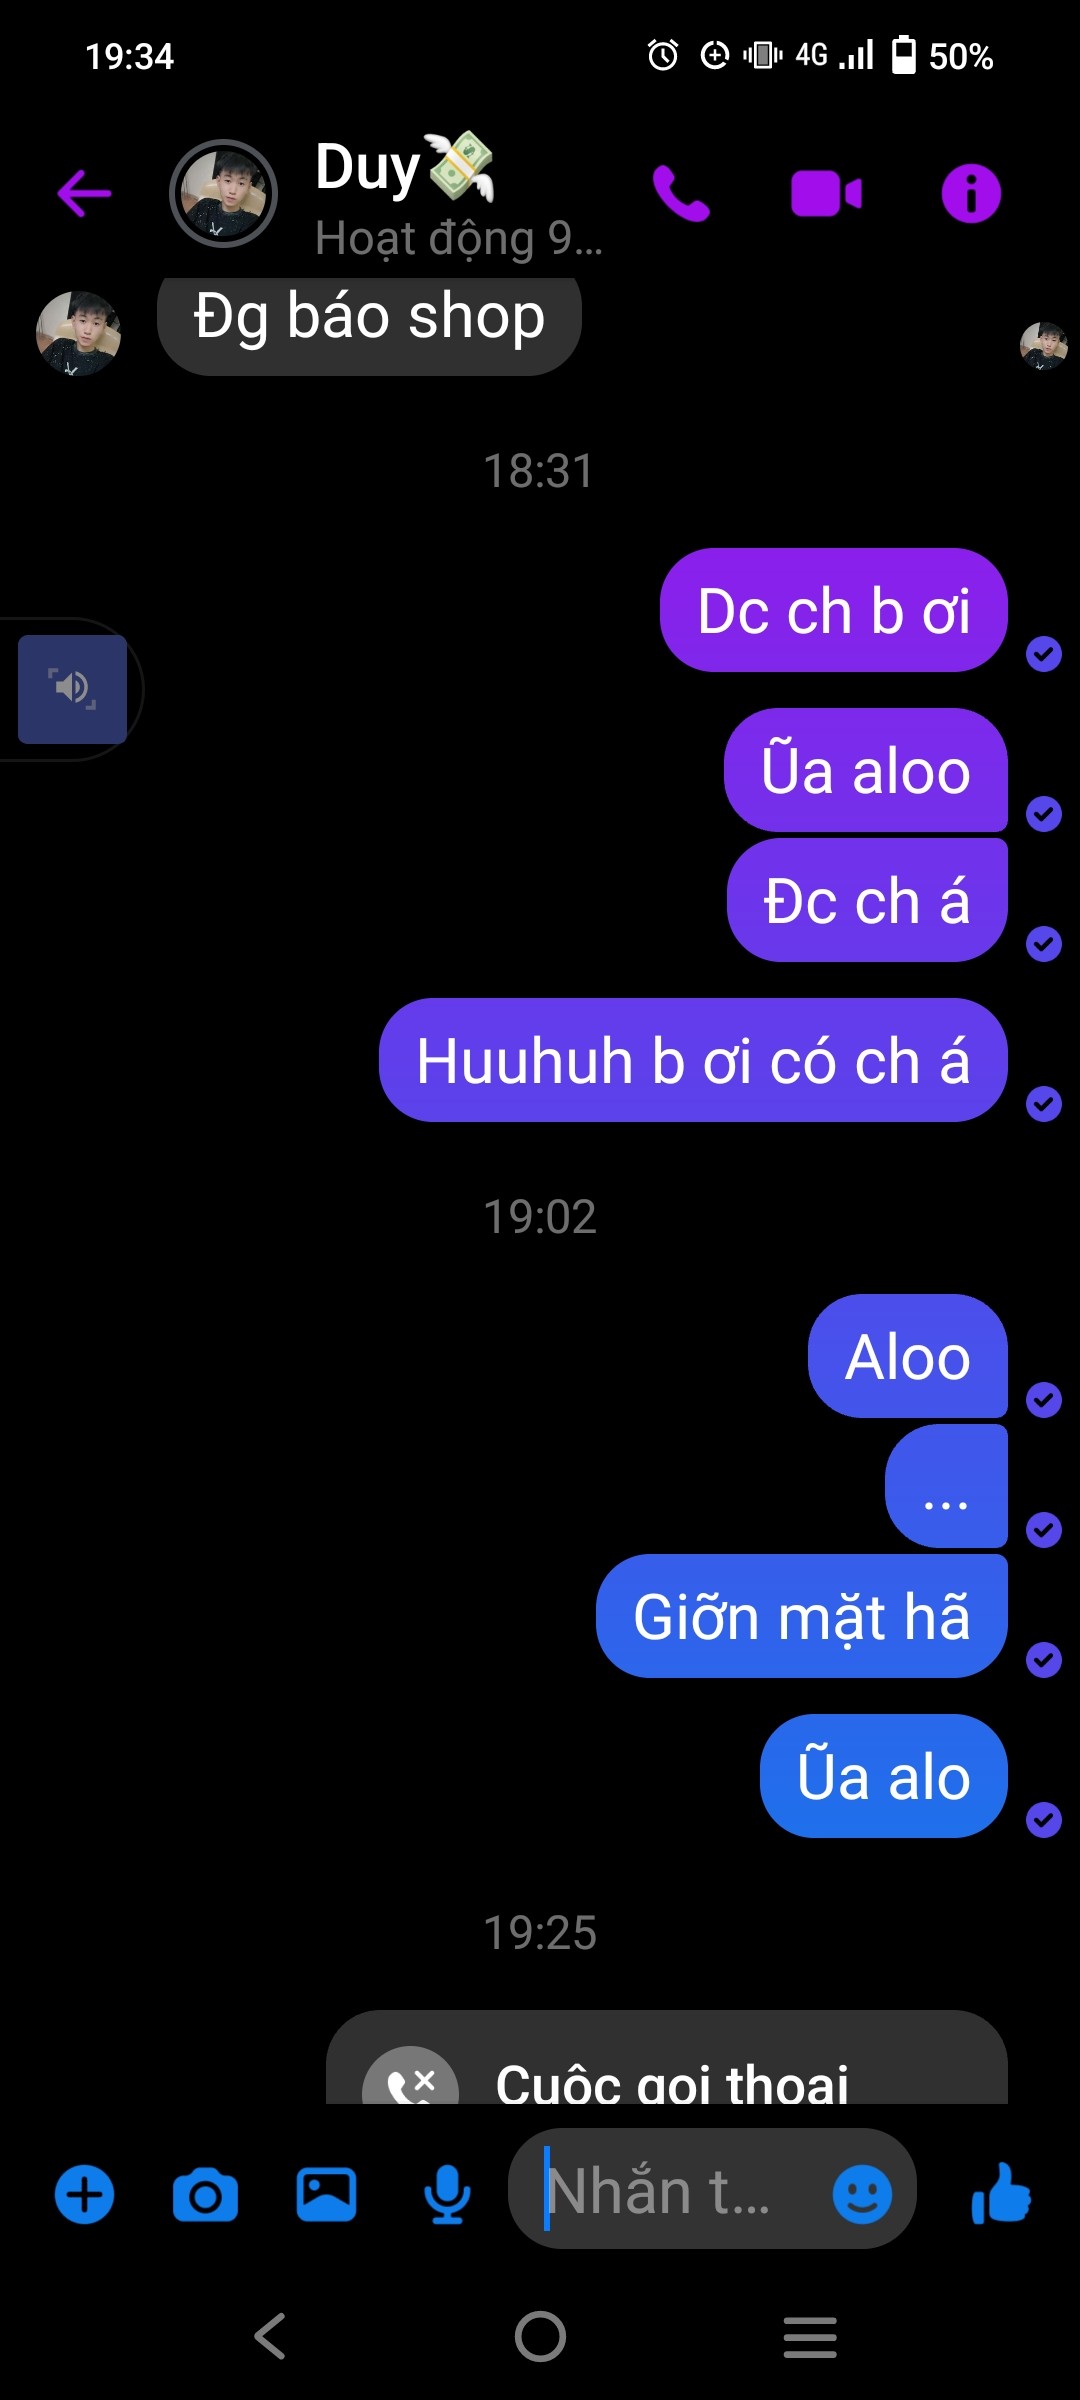 19:34
4G
50%
Duy
Hoạt động 9...
Đg báo shop
18:31
Dc ch b ơi
Ũa aloo
Đc ch á
Huuhuh b ơi có ch á
19:02
Aloo
...
Giỡn mặt hã
Ũa alo
19:25
Cuộc gọi thoại
Nhắn t...